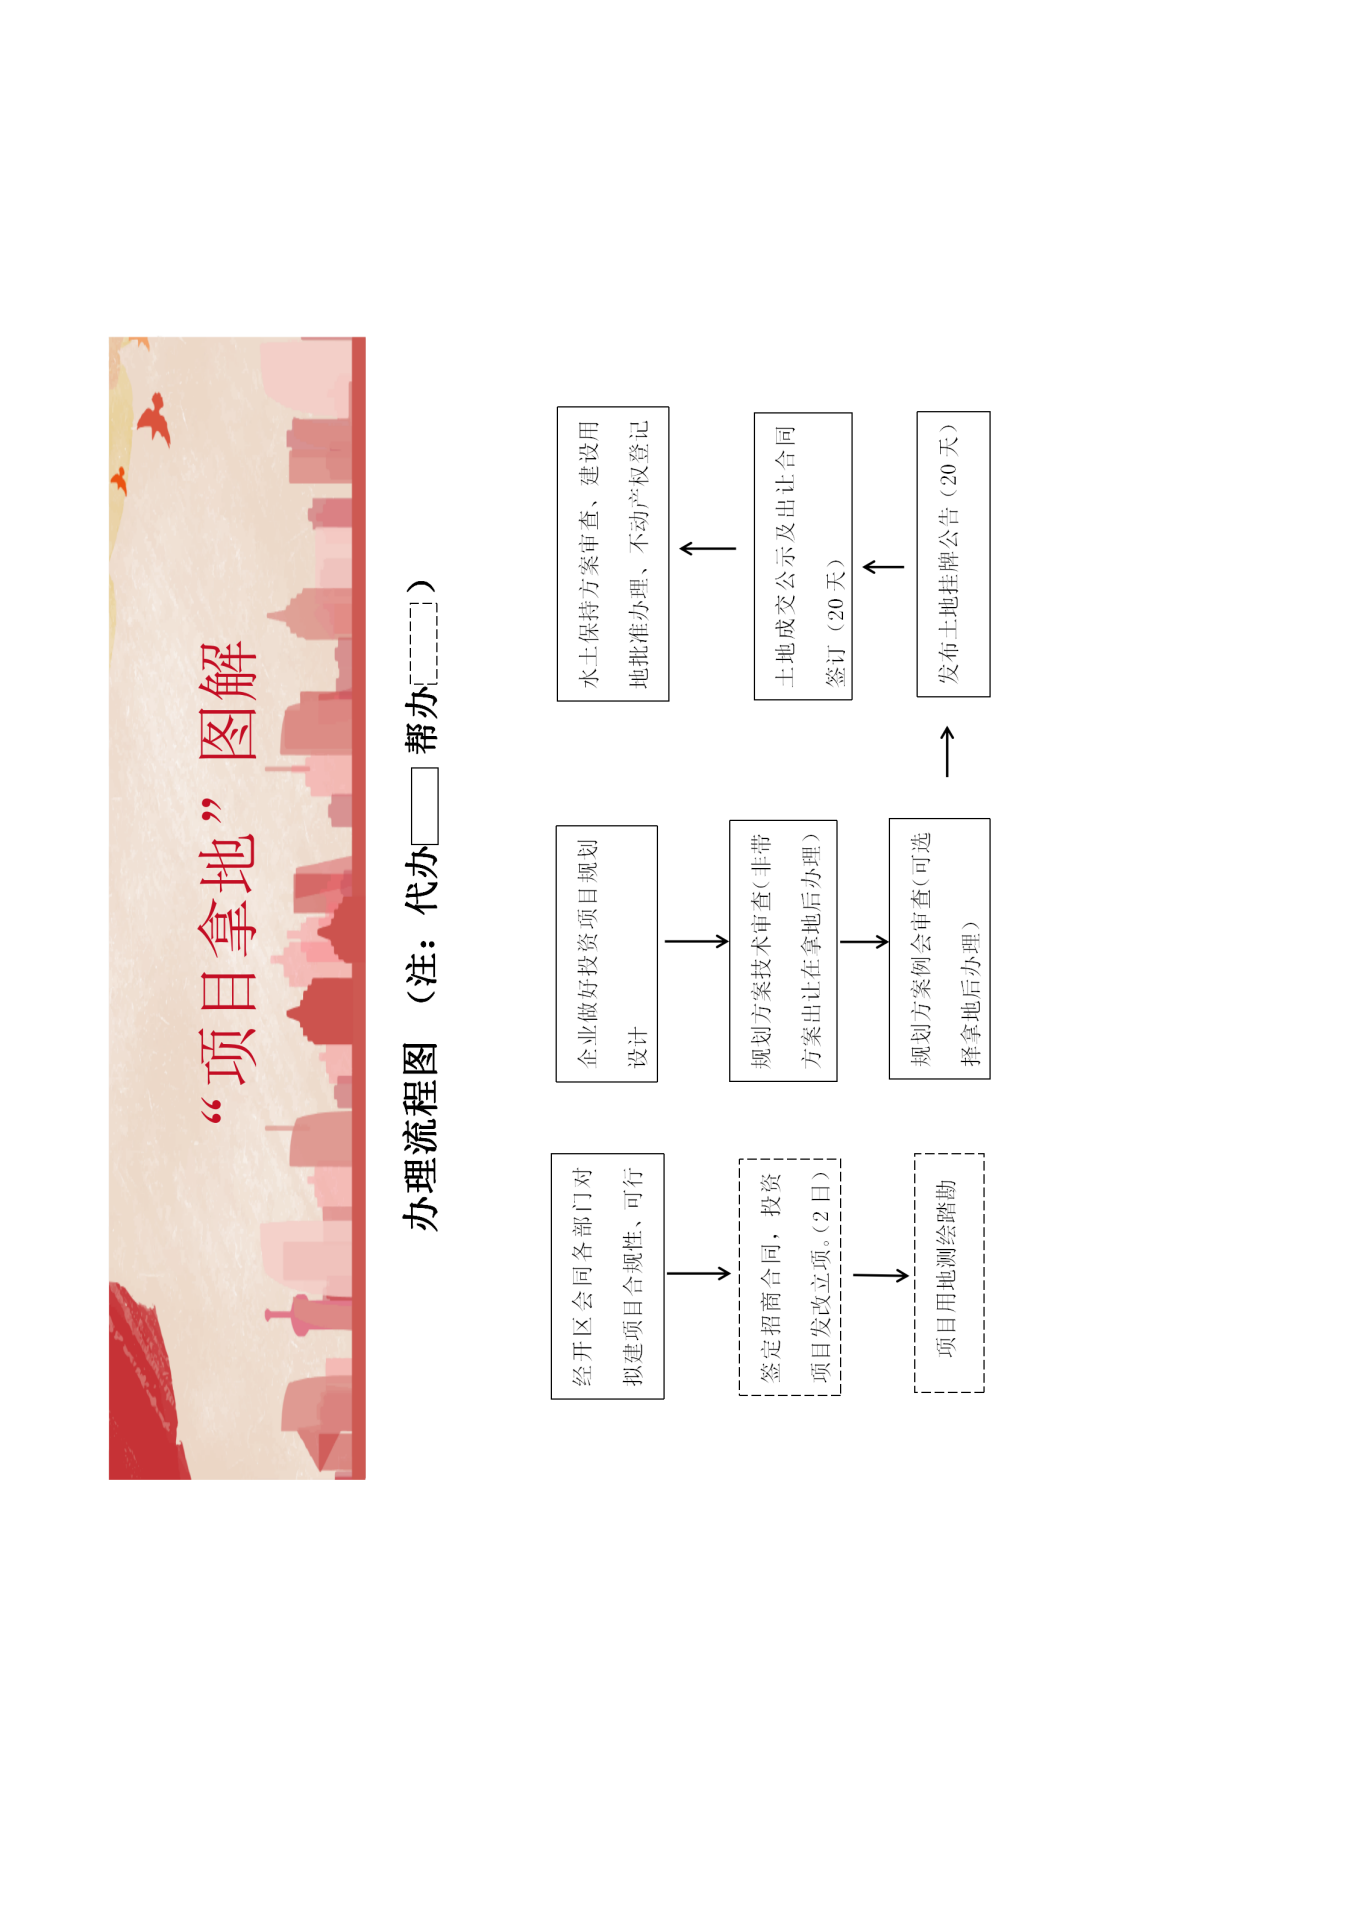 “项目拿地”图解
办理流程图 （注：代办 帮办 ）
经开区会同各部门对
拟建项目合规性、可行
签定招商合同，投资
项目发改立项。（2 日）
项目用地测绘踏勘
企业做好投资项目规划
设计
规划方案技术审查（非带
方案出让在拿地后办理）
规划方案例会审查（可选
择拿地后办理）
发布土地挂牌公告（20 天）
土地成交公示及出让合同
签订（20 天）
水土保持方案审查、建设用
地批准办理、不动产权登记